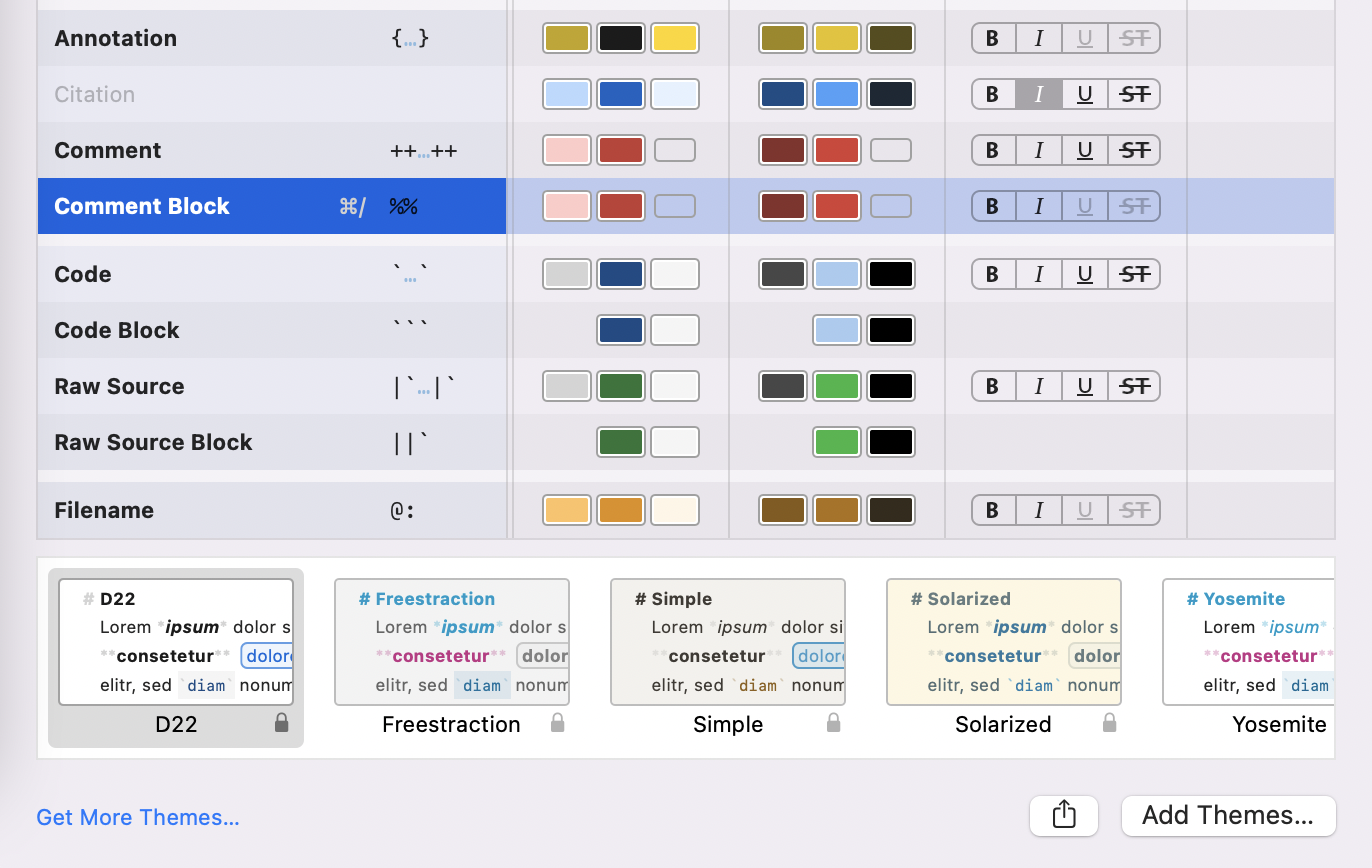 Annotation {…} B I U ST
Citation B I U ST
Comment ++…++ B I U ST
Comment Block ⌘/ %% B I U ST
Code `…` B I U ST
Code Block ```
Raw Source |`…|` B I U ST
Raw Source Block ||`
Filename @: B I U ST
# D22
Lorem *ipsum* dolor s
**consetetur** dolor
elitr, sed `diam` nonum
D22
# Freestraction
Lorem *ipsum* dolor s
**consetetur** dolor
elitr, sed `diam` nonum
Freestraction
# Simple
Lorem *ipsum* dolor si
**consetetur** dolor
elitr, sed `diam` nonum
Simple
# Solarized
Lorem *ipsum* dolor s
**consetetur** dolor
elitr, sed `diam` nonum
Solarized
# Yosemite
Lorem *ipsum*
**consetetur**
elitr, sed `diam
Yosemite
Get More Themes...
Add Themes...